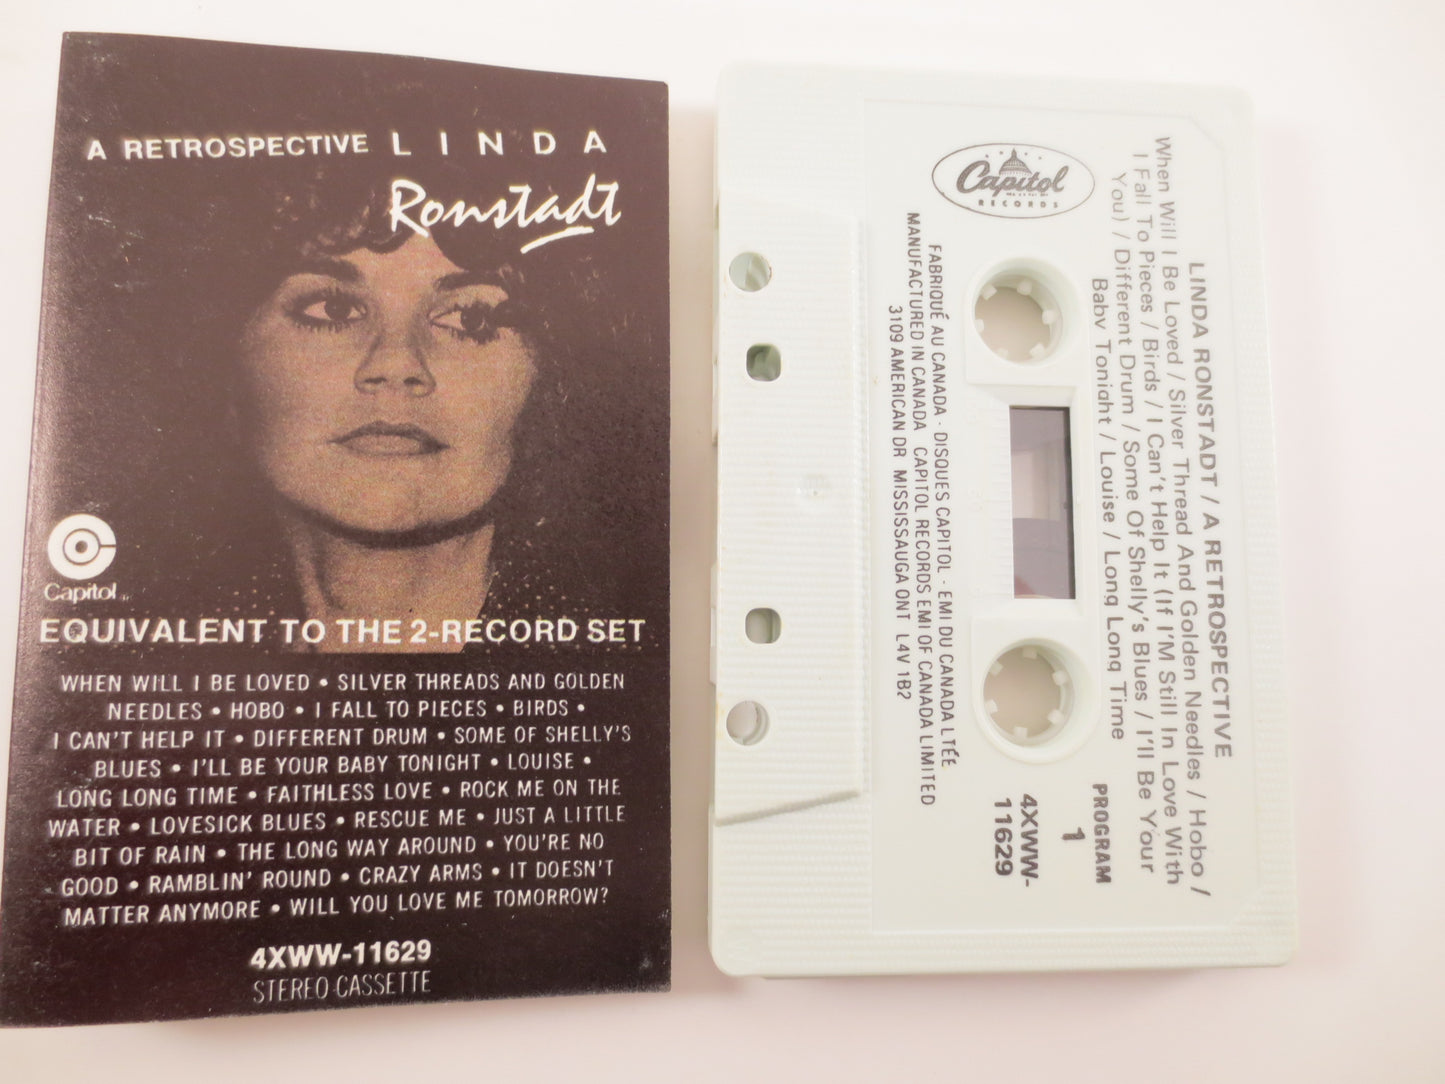 A RETROSPECTIVE LINDA
Ronstadt
Capitol
EQUIVALENT TO THE 2-RECORD SET
WHEN WILL I BE LOVED • SILVER THREADS AND GOLDEN
NEEDLES • HOBO • I FALL TO PIECES • BIRDS •
I CAN'T HELP IT • DIFFERENT DRUM • SOME OF SHELLY'S
BLUES • I'LL BE YOUR BABY TONIGHT • LOUISE •
LONG LONG TIME • FAITHLESS LOVE • ROCK ME ON THE
WATER • LOVESICK BLUES • RESCUE ME • JUST A LITTLE
BIT OF RAIN • THE LONG WAY AROUND • YOU'RE NO
GOOD • RAMBLIN' ROUND • CRAZY ARMS • IT DOESN'T
MATTER ANYMORE • WILL YOU LOVE ME TOMORROW?
4XWW-11629
STEREO CASSETTE
Capitol
RECORDS
LINDA RONSTADT / A RETROSPECTIVE
When Will I Be Loved / Silver Thread And Golden Needles / Hobo /
I Fall To Pieces / Birds / I Can't Help It (If I'M Still In Love With
You) / Different Drum / Some Of Shelly's Blues / I'll Be Your
Baby Tonight / Louise / Long Long Time
PROGRAM
1
4XWW-
11629
FABRIQUÉ AU CANADA · DISQUES CAPITOL · EMI DU CANADA LTÉE
MANUFACTURED IN CANADA CAPITOL RECORDS EMI OF CANADA LIMITED
3109 AMERICAN DR MISSISSAUGA ONT L4V 1B2